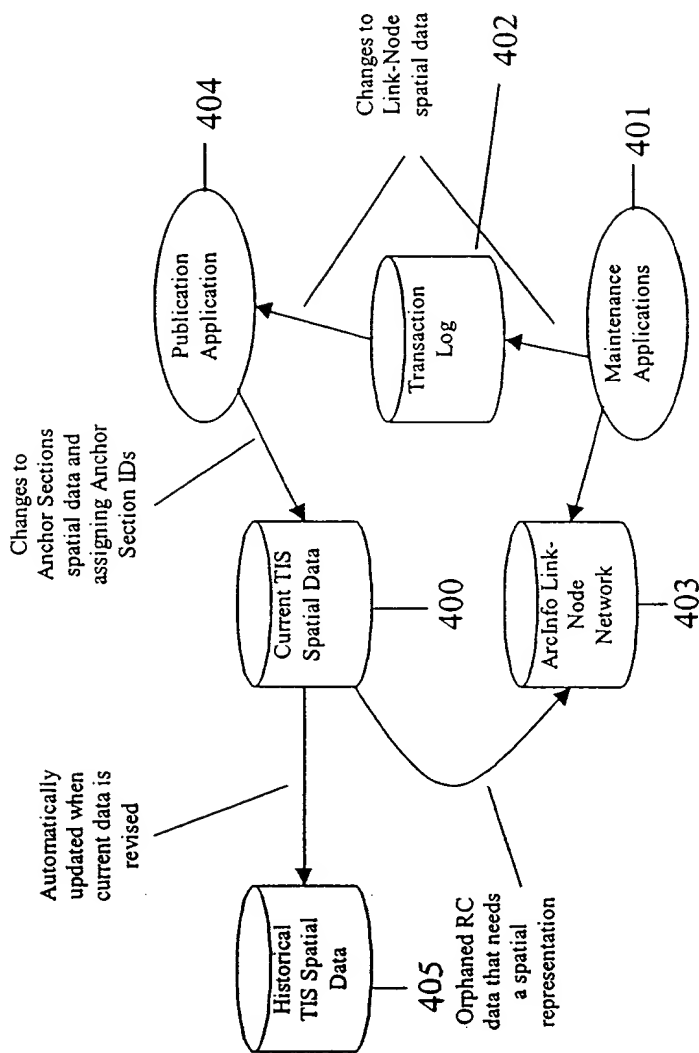 Automatically
updated when
current data is
revised
Changes to
Anchor Sections
spatial data and
assigning Anchor
Section IDs
Historical
TIS Spatial
Data
405
Current TIS
Spatial Data
400
Publication
Application
404
Orphaned RC
data that needs
a spatial
representation
ArcInfo Link-
Node
Network
403
Transaction
Log
402
Changes to
Link-Node
spatial data
Maintenance
Applications
401